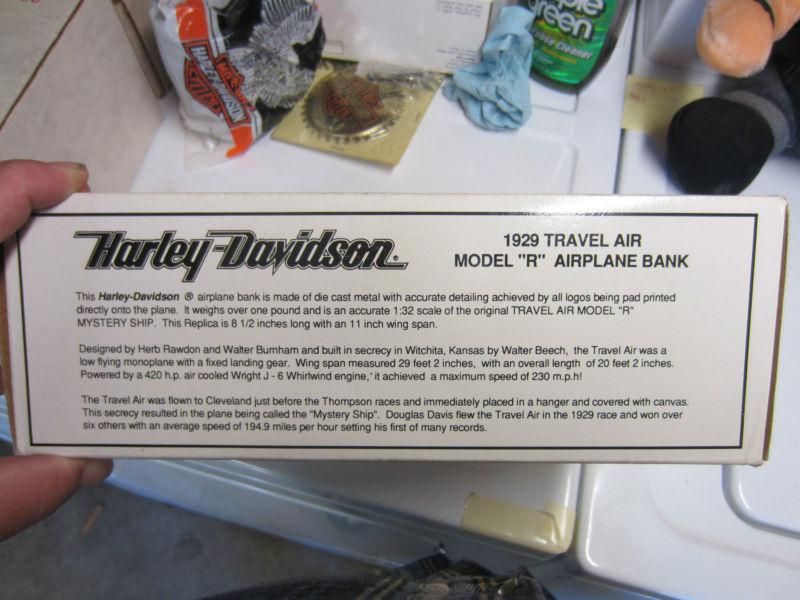 HARLEY-DAVIDSON
green
Cleaner
Harley-Davidson.
1929 TRAVEL AIR
MODEL "R" AIRPLANE BANK
This Harley-Davidson ® airplane bank is made of die cast metal with accurate detailing achieved by all logos being pad printed
directly onto the plane. It weighs over one pound and is an accurate 1:32 scale of the original TRAVEL AIR MODEL "R"
MYSTERY SHIP. This Replica is 8 1/2 inches long with an 11 inch wing span.
Designed by Herb Rawdon and Walter Burnham and built in secrecy in Witchita, Kansas by Walter Beech, the Travel Air was a
low flying monoplane with a fixed landing gear. Wing span measured 29 feet 2 inches, with an overall length of 20 feet 2 inches.
Powered by a 420 h.p. air cooled Wright J - 6 Whirlwind engine, it achieved a maximum speed of 230 m.p.h!
The Travel Air was flown to Cleveland just before the Thompson races and immediately placed in a hanger and covered with canvas.
This secrecy resulted in the plane being called the "Mystery Ship". Douglas Davis flew the Travel Air in the 1929 race and won over
six others with an average speed of 194.9 miles per hour setting his first of many records.